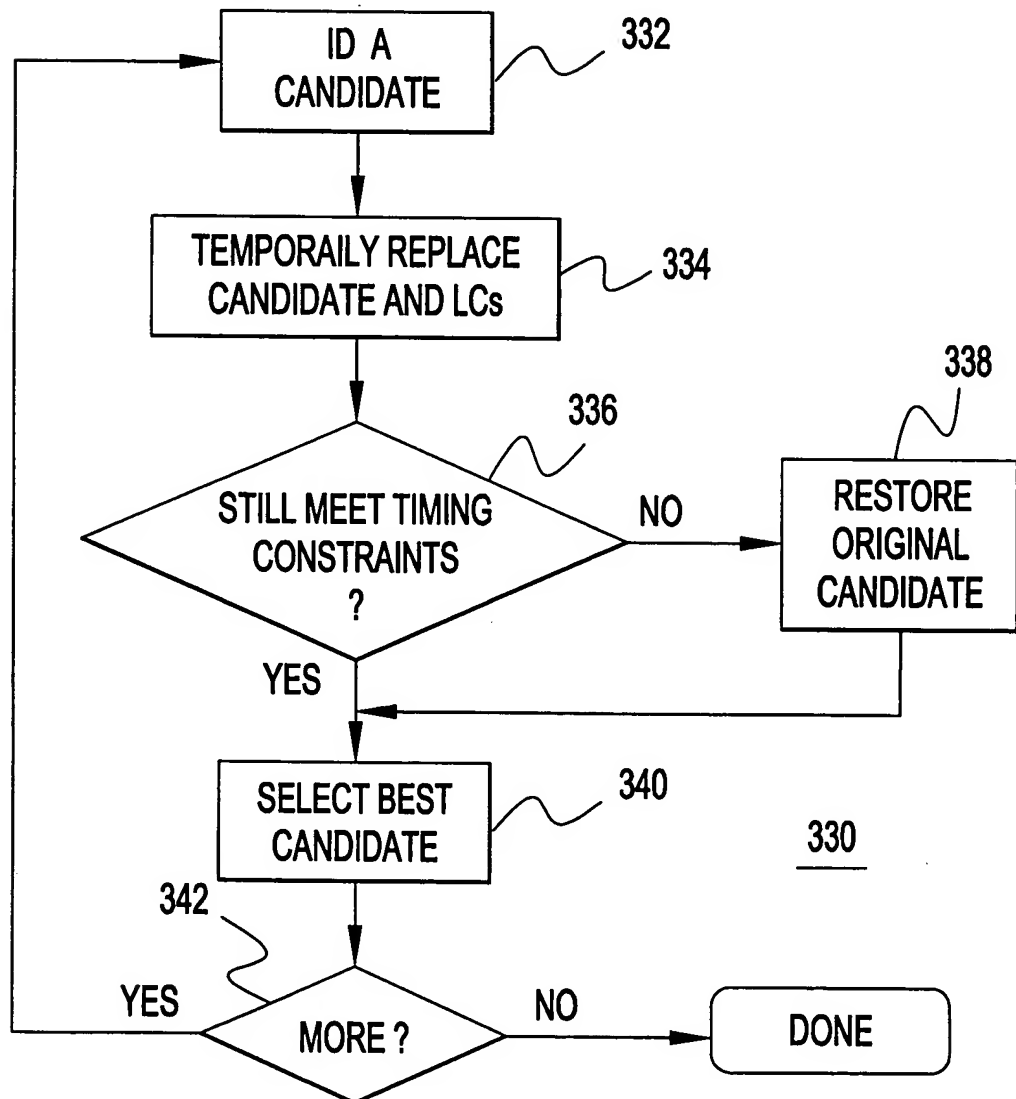 ID A
CANDIDATE
332
TEMPORAILY REPLACE
CANDIDATE AND LCs
334
336
STILL MEET TIMING
CONSTRAINTS
?
NO
338
RESTORE
ORIGINAL
CANDIDATE
YES
SELECT BEST
CANDIDATE
340
330
342
YES
MORE ?
NO
DONE